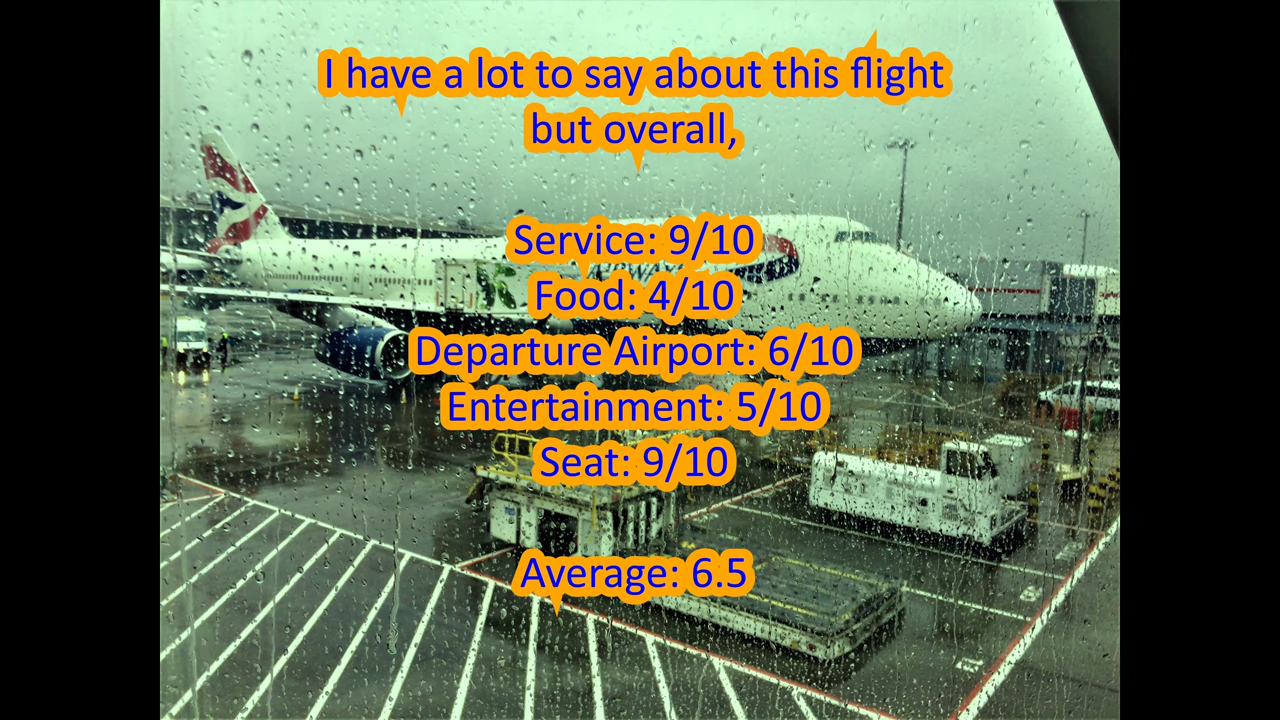 I have a lot to say about this flight
but overall,
Service: 9/10
Food: 4/10
Departure Airport: 6/10
Entertainment: 5/10
Seat: 9/10
Average: 6.5